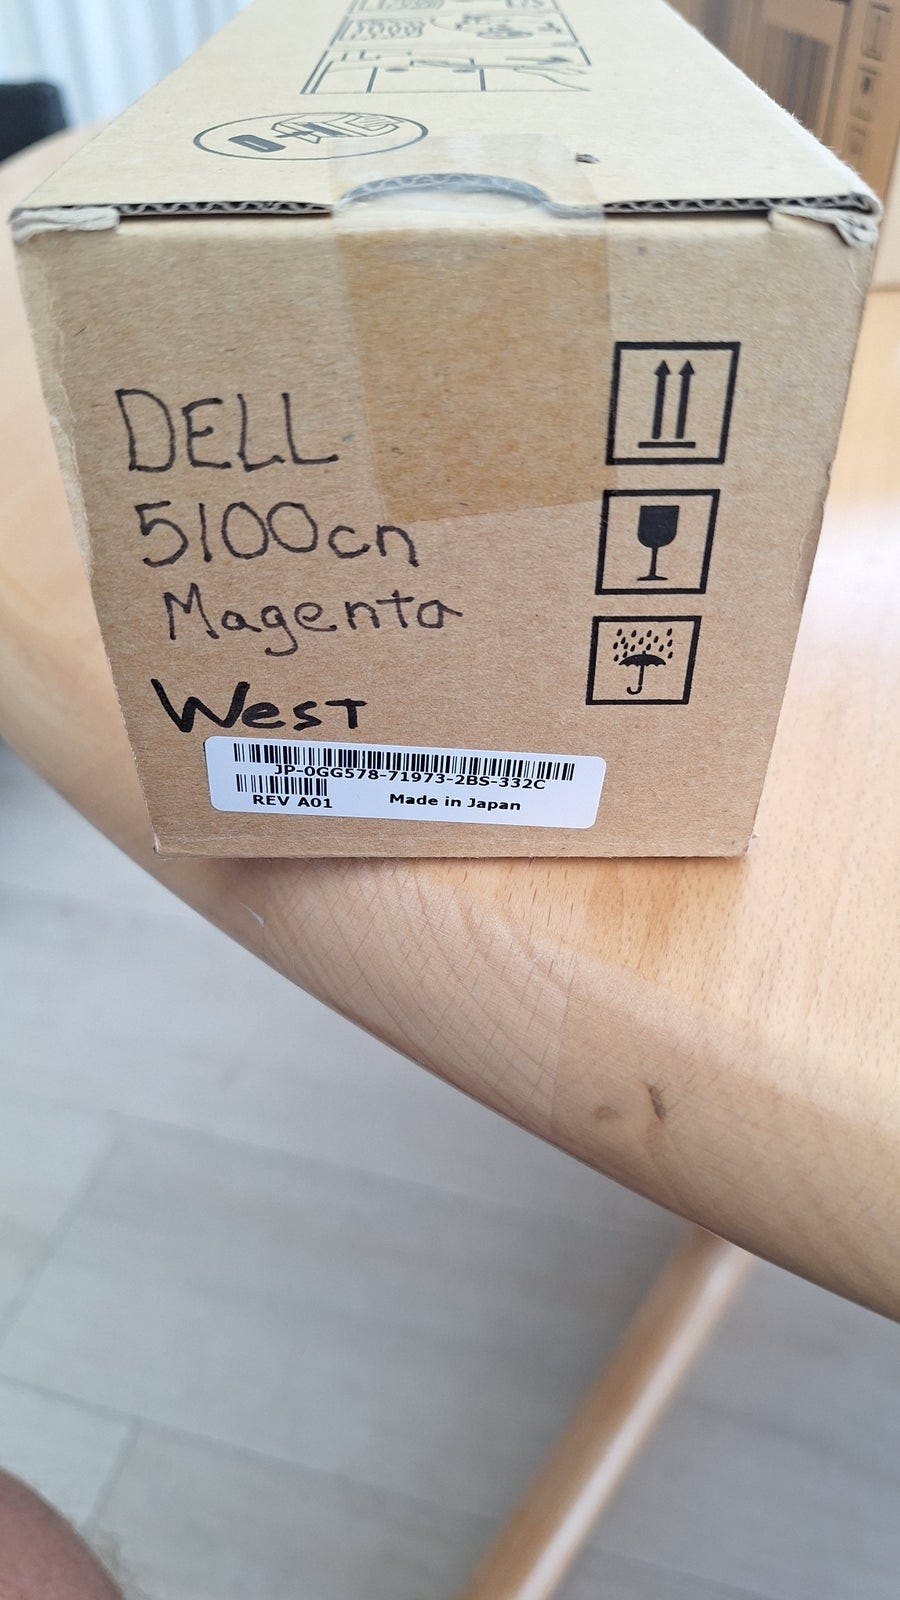 DELL
5100cn
Magenta
West
JP-0GG578-71973-2BS-332C
REV A01 Made in Japan